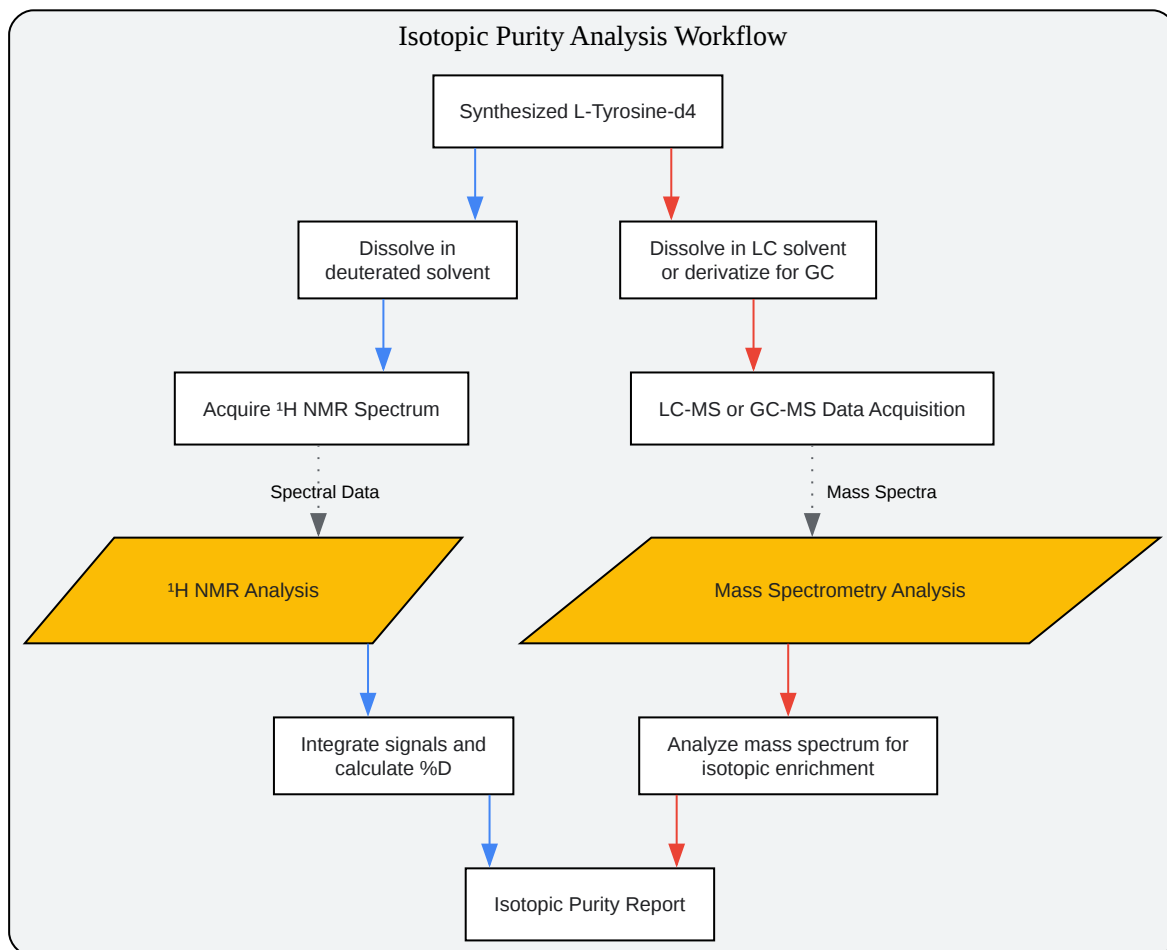 Isotopic Purity Analysis Workflow
Synthesized L-Tyrosine-d4
Dissolve in
deuterated solvent
Dissolve in LC solvent
or derivatize for GC
Acquire ¹H NMR Spectrum
LC-MS or GC-MS Data Acquisition
Spectral Data
Mass Spectra
¹H NMR Analysis
Mass Spectrometry Analysis
Integrate signals and
calculate %D
Analyze mass spectrum for
isotopic enrichment
Isotopic Purity Report